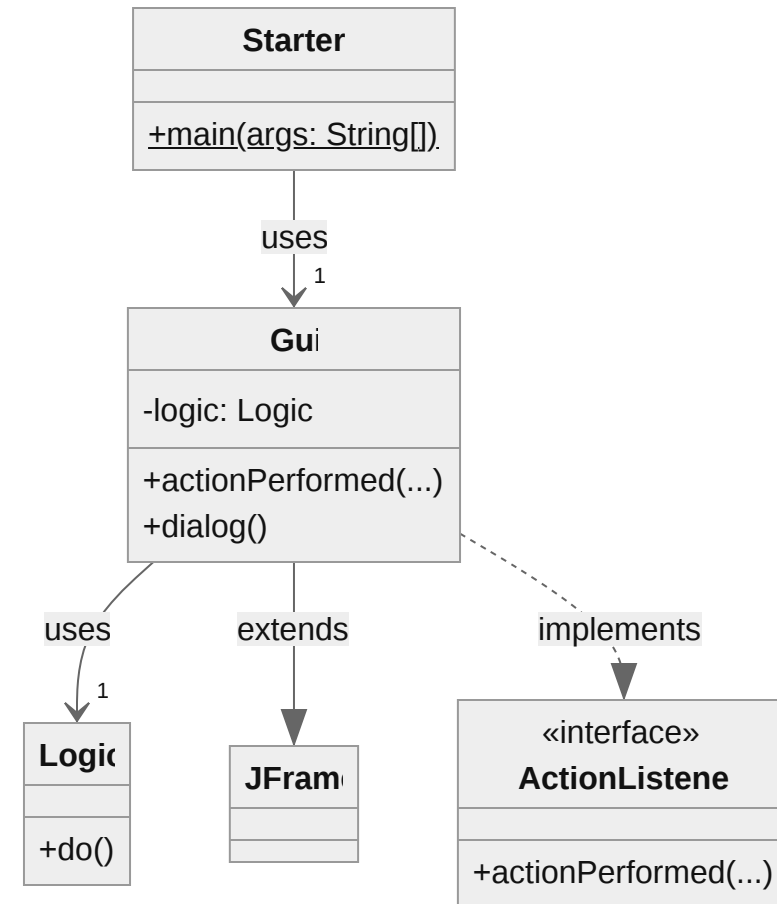 Starter
+main(args: String[])
uses
1
Gui
-logic: Logic
+actionPerformed(...)
+dialog()
uses
extends
implements
1
Logic
+do()
JFrame
«interface»
ActionListene
+actionPerformed(...)